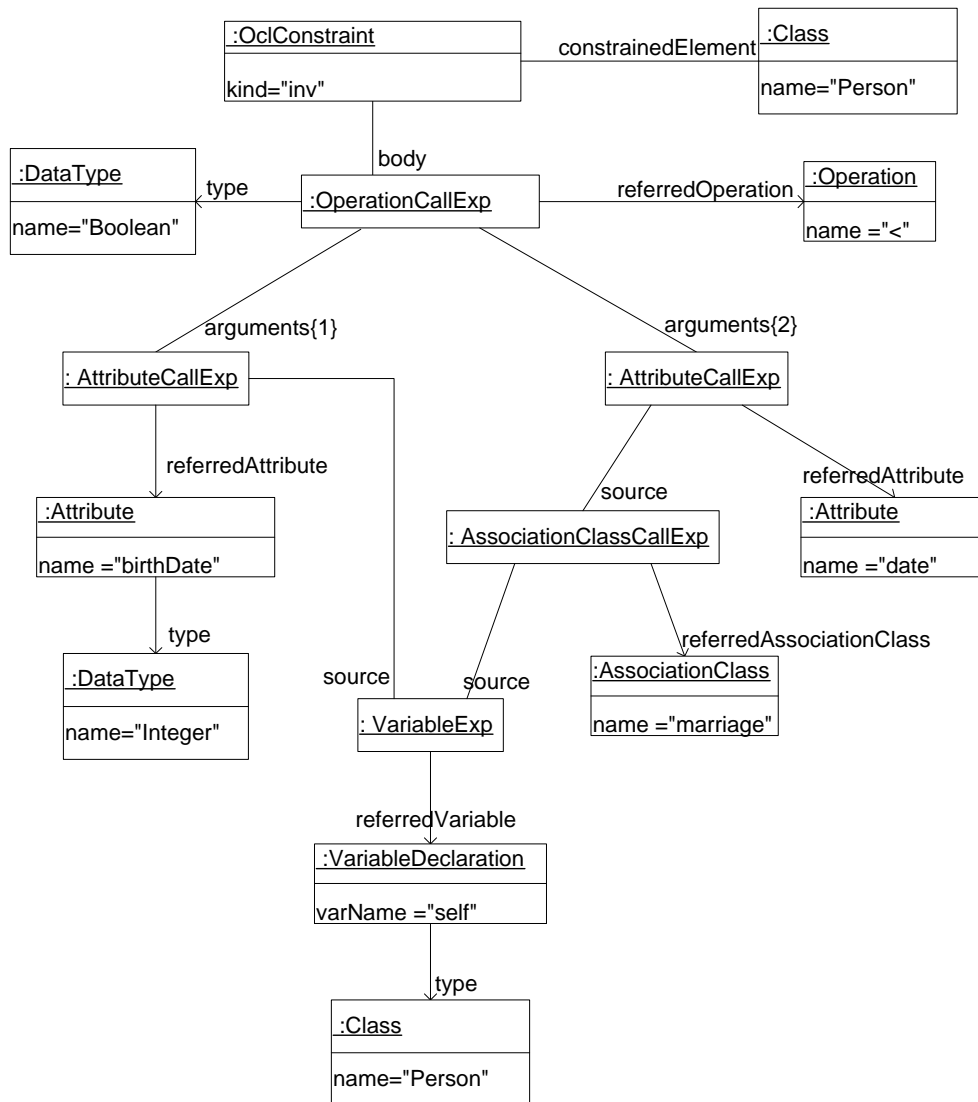 :OclConstraint
kind="inv"
constrainedElement
:Class
name="Person"
body
:DataType
name="Boolean"
type
:OperationCallExp
referredOperation
:Operation
name ="<"
arguments{1}
arguments{2}
: AttributeCallExp
: AttributeCallExp
referredAttribute
referredAttribute
source
:Attribute
name ="birthDate"
: AssociationClassCallExp
:Attribute
name ="date"
type
referredAssociationClass
:DataType
name="Integer"
source
source
:AssociationClass
name ="marriage"
: VariableExp
referredVariable
:VariableDeclaration
varName ="self"
type
:Class
name="Person"